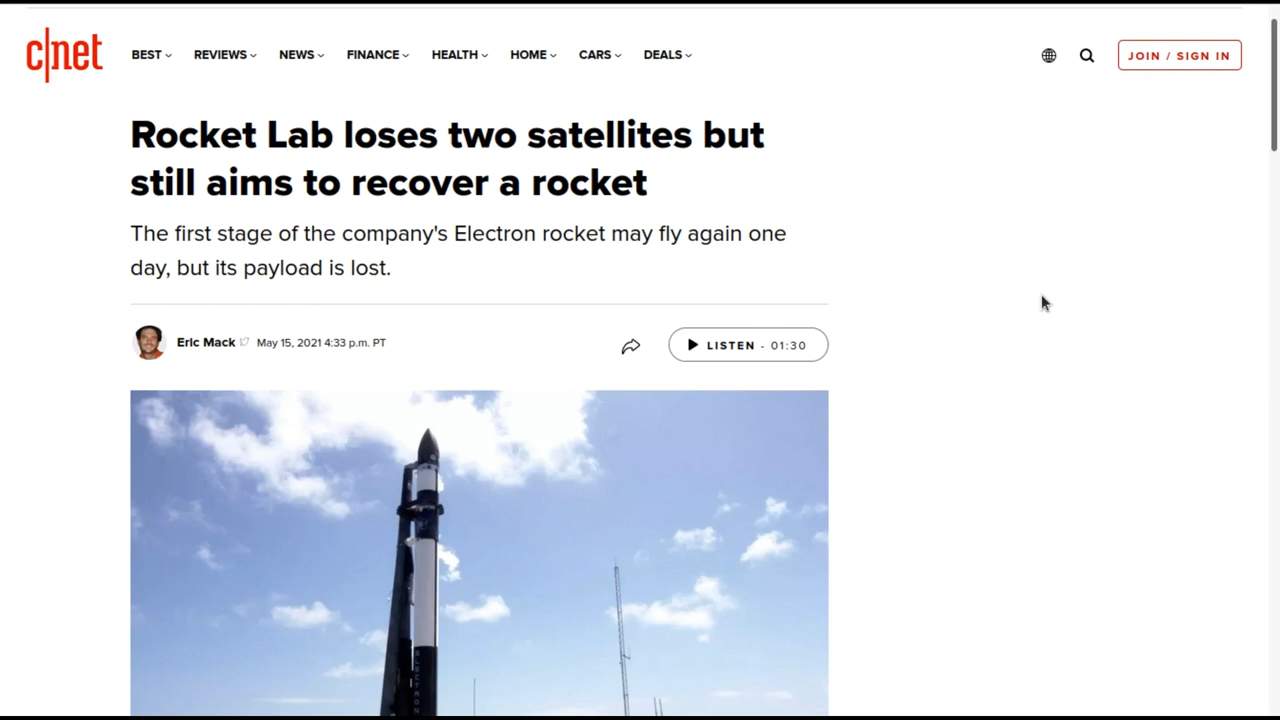 c|net
BEST
REVIEWS
NEWS
FINANCE
HEALTH
HOME
CARS
DEALS
JOIN / SIGN IN
Rocket Lab loses two satellites but
still aims to recover a rocket
The first stage of the company's Electron rocket may fly again one
day, but its payload is lost.
Eric Mack
May 15, 2021 4:33 p.m. PT
LISTEN - 01:30
ELECTRON